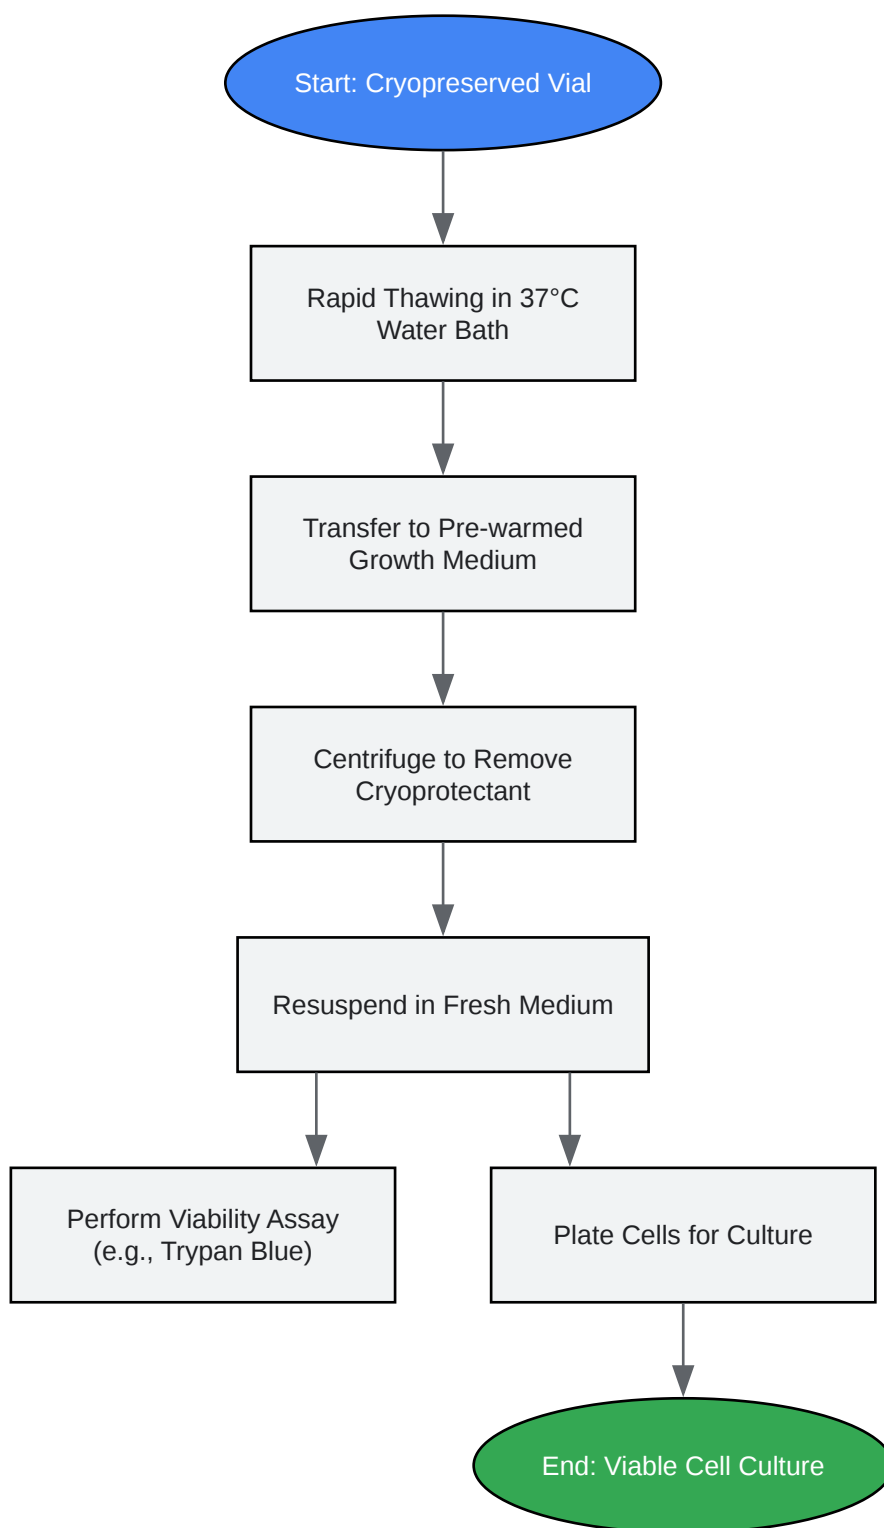 Start: Cryopreserved Vial
Rapid Thawing in 37°C
Water Bath
Transfer to Pre-warmed
Growth Medium
Centrifuge to Remove
Cryoprotectant
Resuspend in Fresh Medium
Perform Viability Assay
(e.g., Trypan Blue)
Plate Cells for Culture
End: Viable Cell Culture